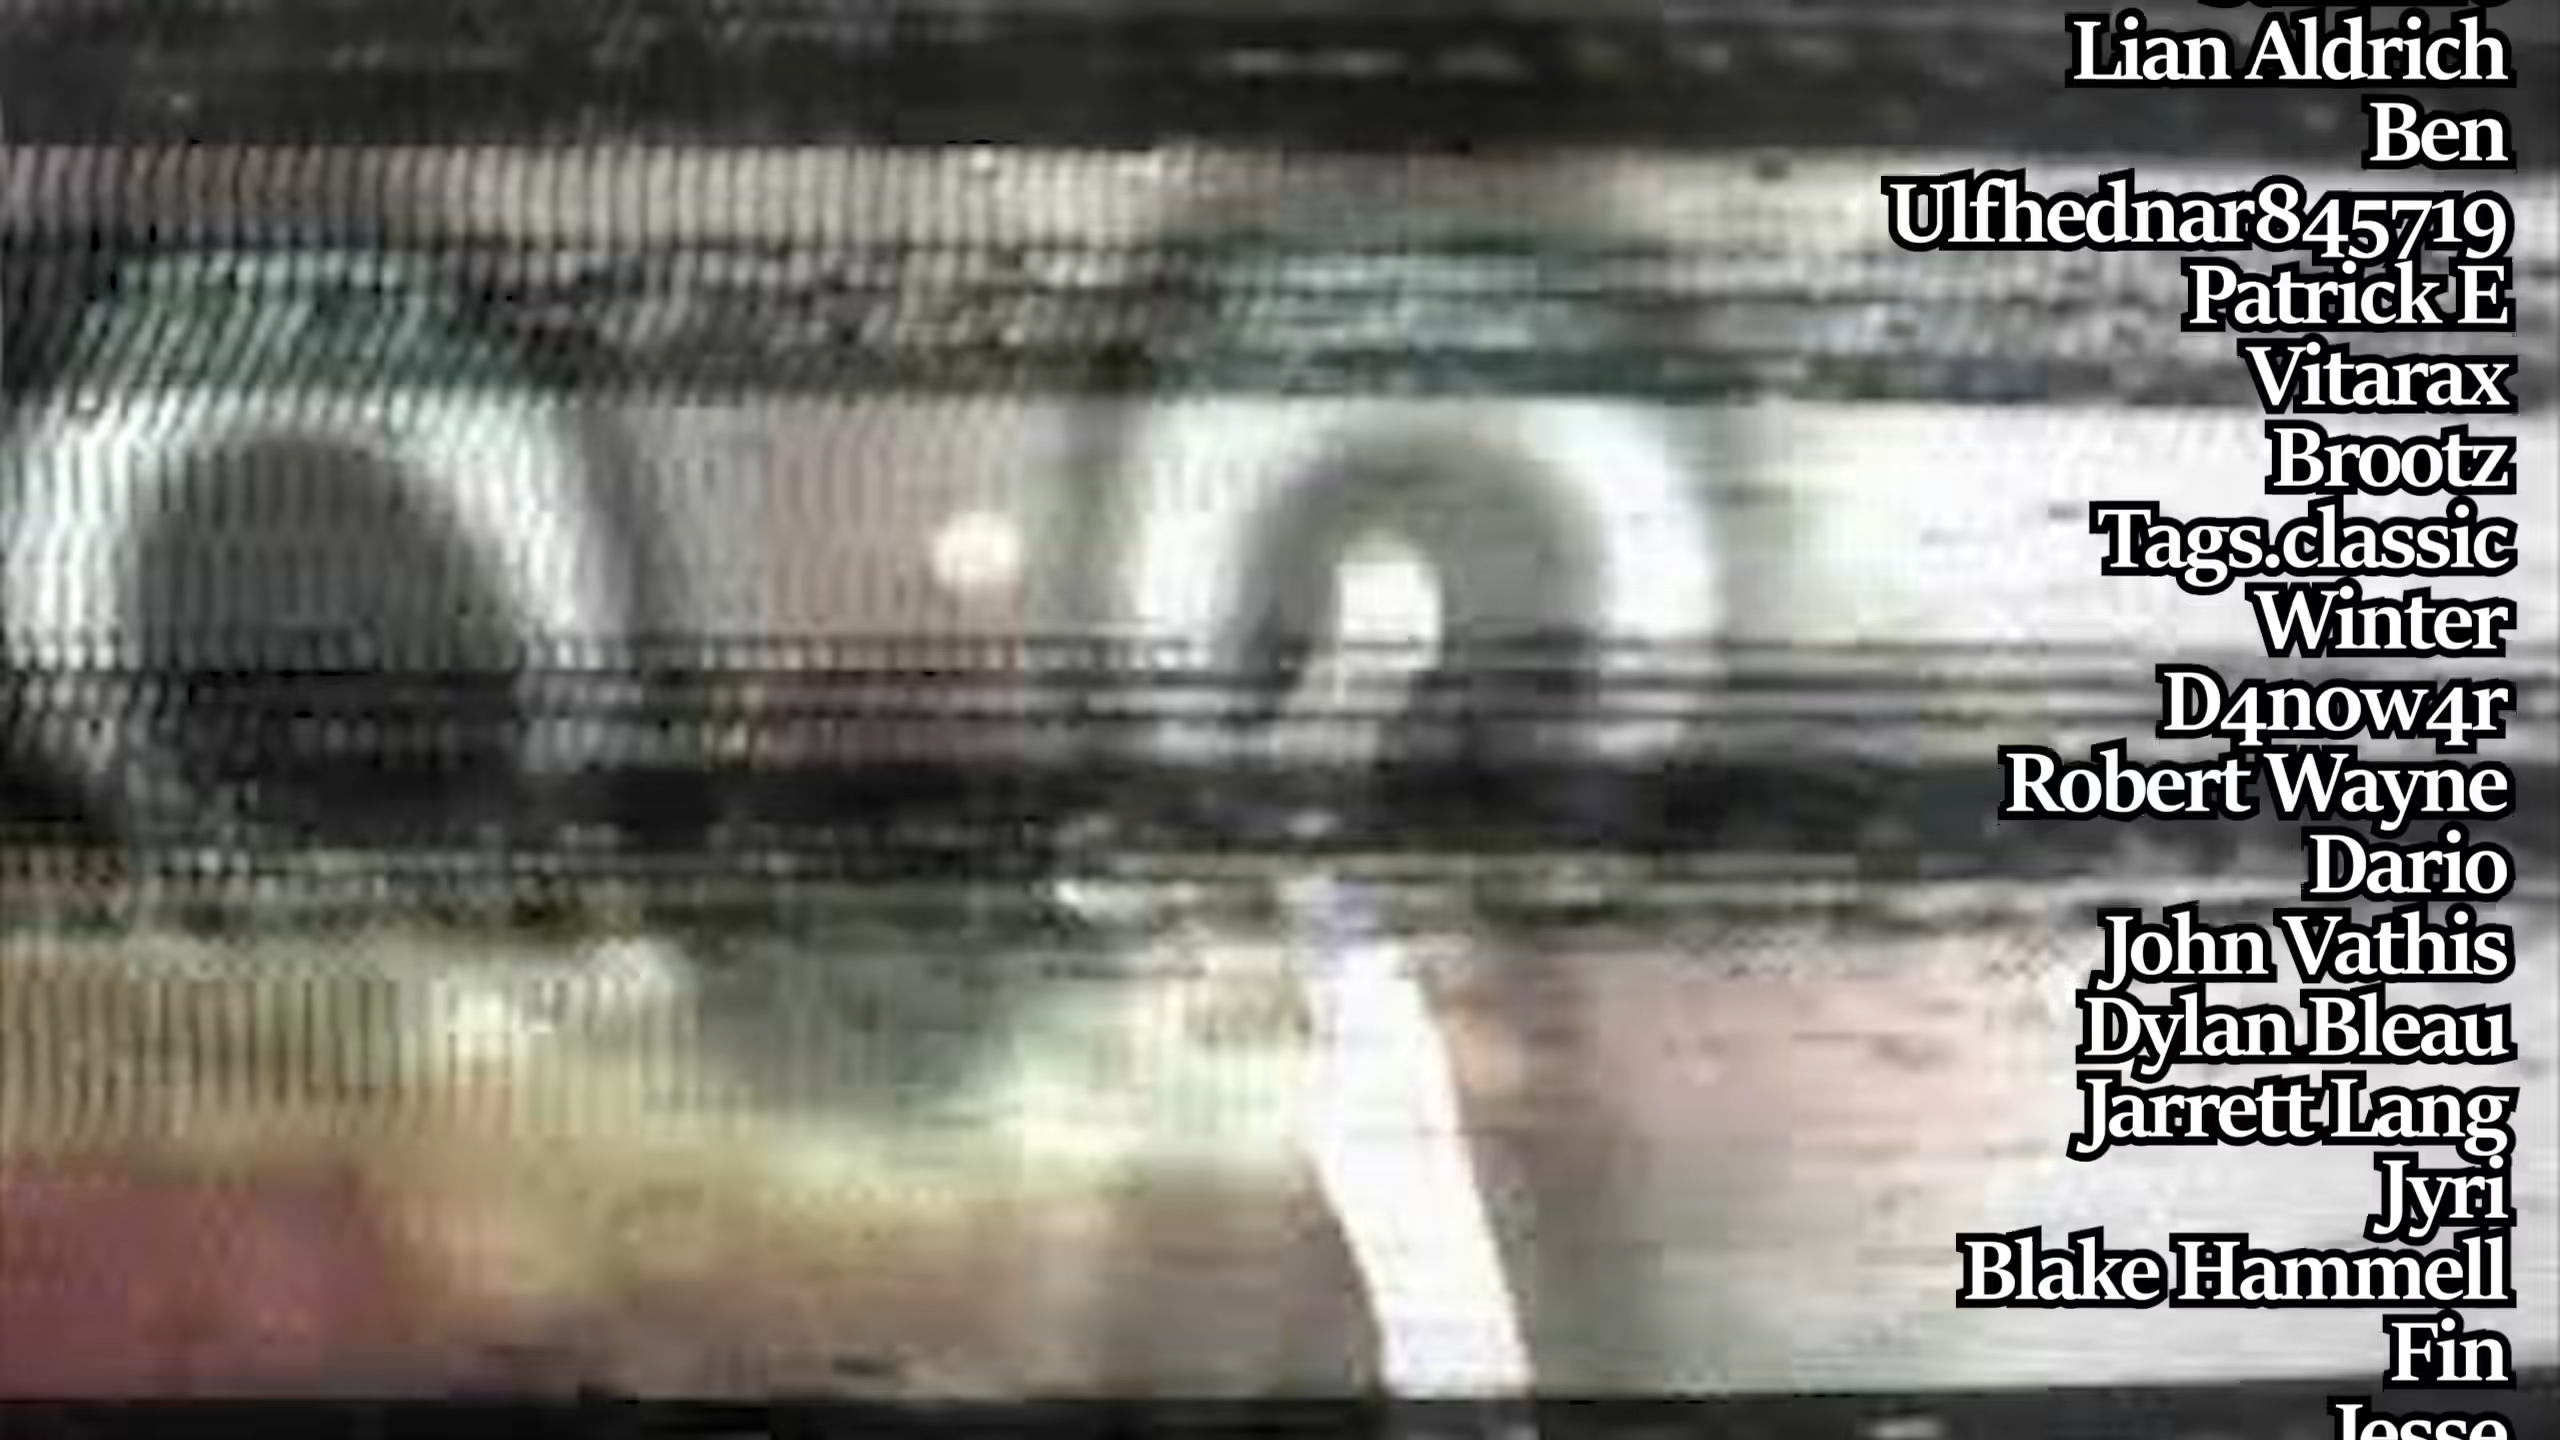 Lian Aldrich
Ben
Ulfhednar845719
Patrick E
Vitarax
Brootz
Tags.classic
Winter
D4now4r
Robert Wayne
Dario
John Vathis
Dylan Bleau
Jarrett Lang
Jyri
Blake Hammell
Fin
Jesse